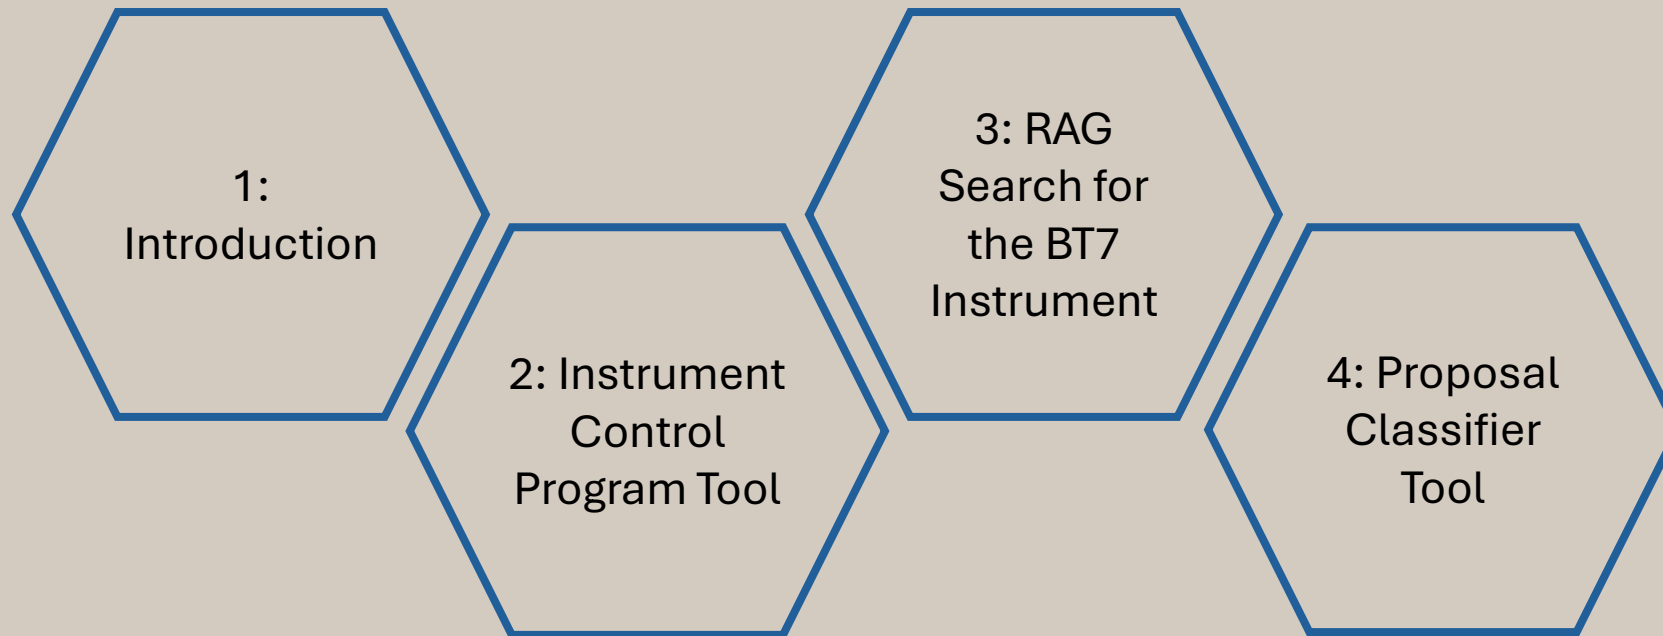 1:
Introduction
2: Instrument
Control
Program Tool
3: RAG
Search for
the BT7
Instrument
4: Proposal
Classifier
Tool